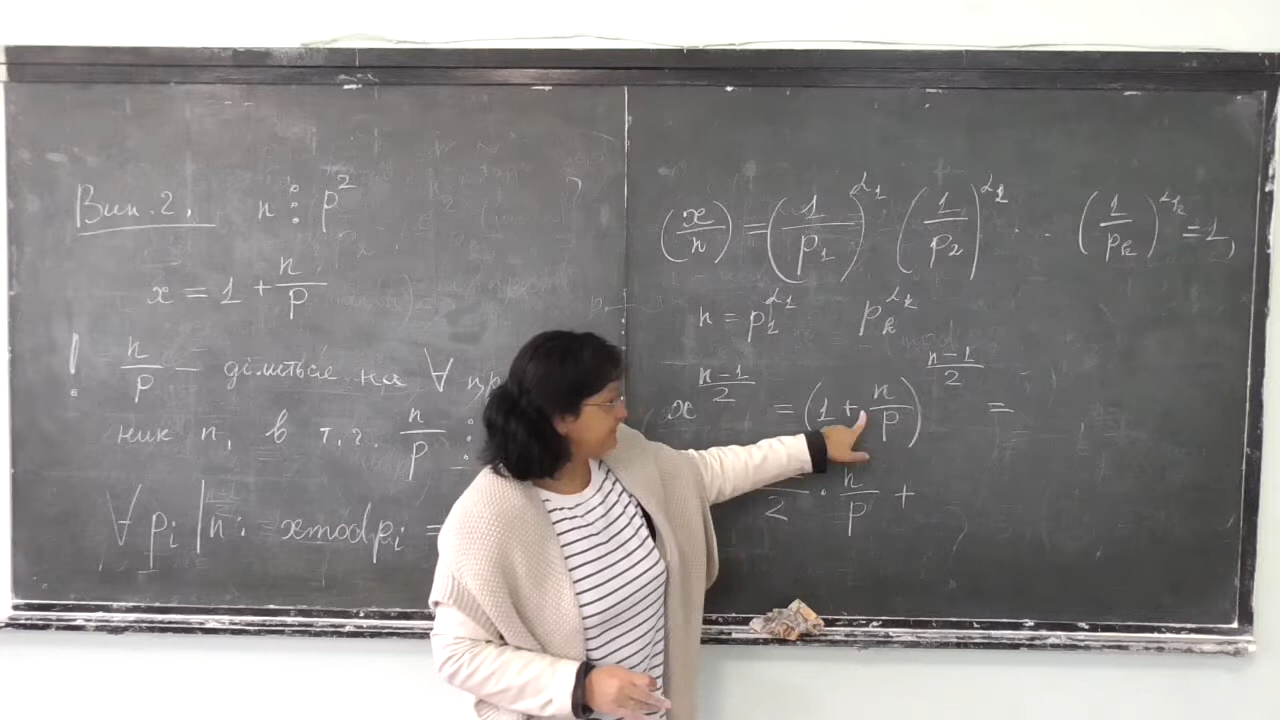 Вип. 2. n ⋮ p²
x = 1 + n/p
! n/p – ділиться на ∀
ник n, в т.ч. n/p ⋮
∀ pᵢ | n : x mod pᵢ =
(x/n) = (1/p₁)^α₁ (1/p₂)^α₂ . . . (1/pₖ)^αₖ = 1,
n = p₁^α₁ pₖ^αₖ
x^((n-1)/2) = (1 + n/p)^((n-1)/2) =
2 · n/p +